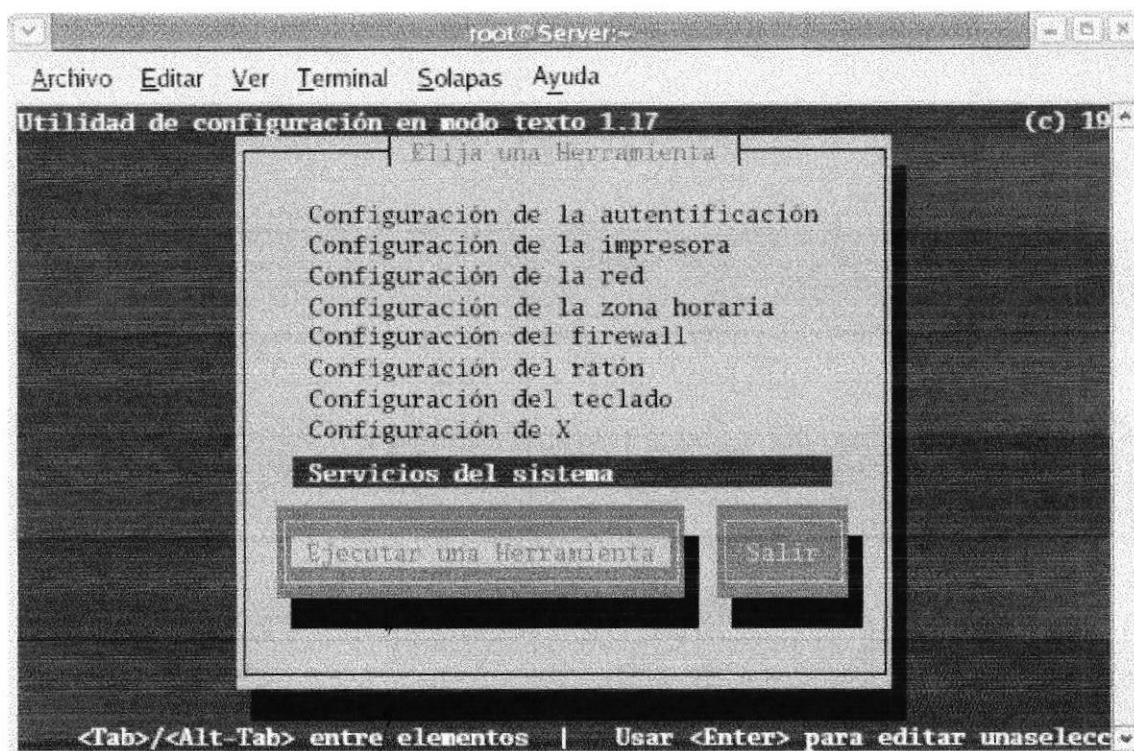 root@Server:~
Archivo Editar Ver Terminal Solapas Ayuda
Utilidad de configuración en modo texto 1.17 (c) 19
Elija una Herramienta
Configuración de la autentificación
Configuración de la impresora
Configuración de la red
Configuración de la zona horaria
Configuración del firewall
Configuración del ratón
Configuración del teclado
Configuración de X
Servicios del sistema
Ejecutar una Herramienta Salir
<Tab>/<Alt-Tab> entre elementos | Usar <Enter> para editar unaselecc